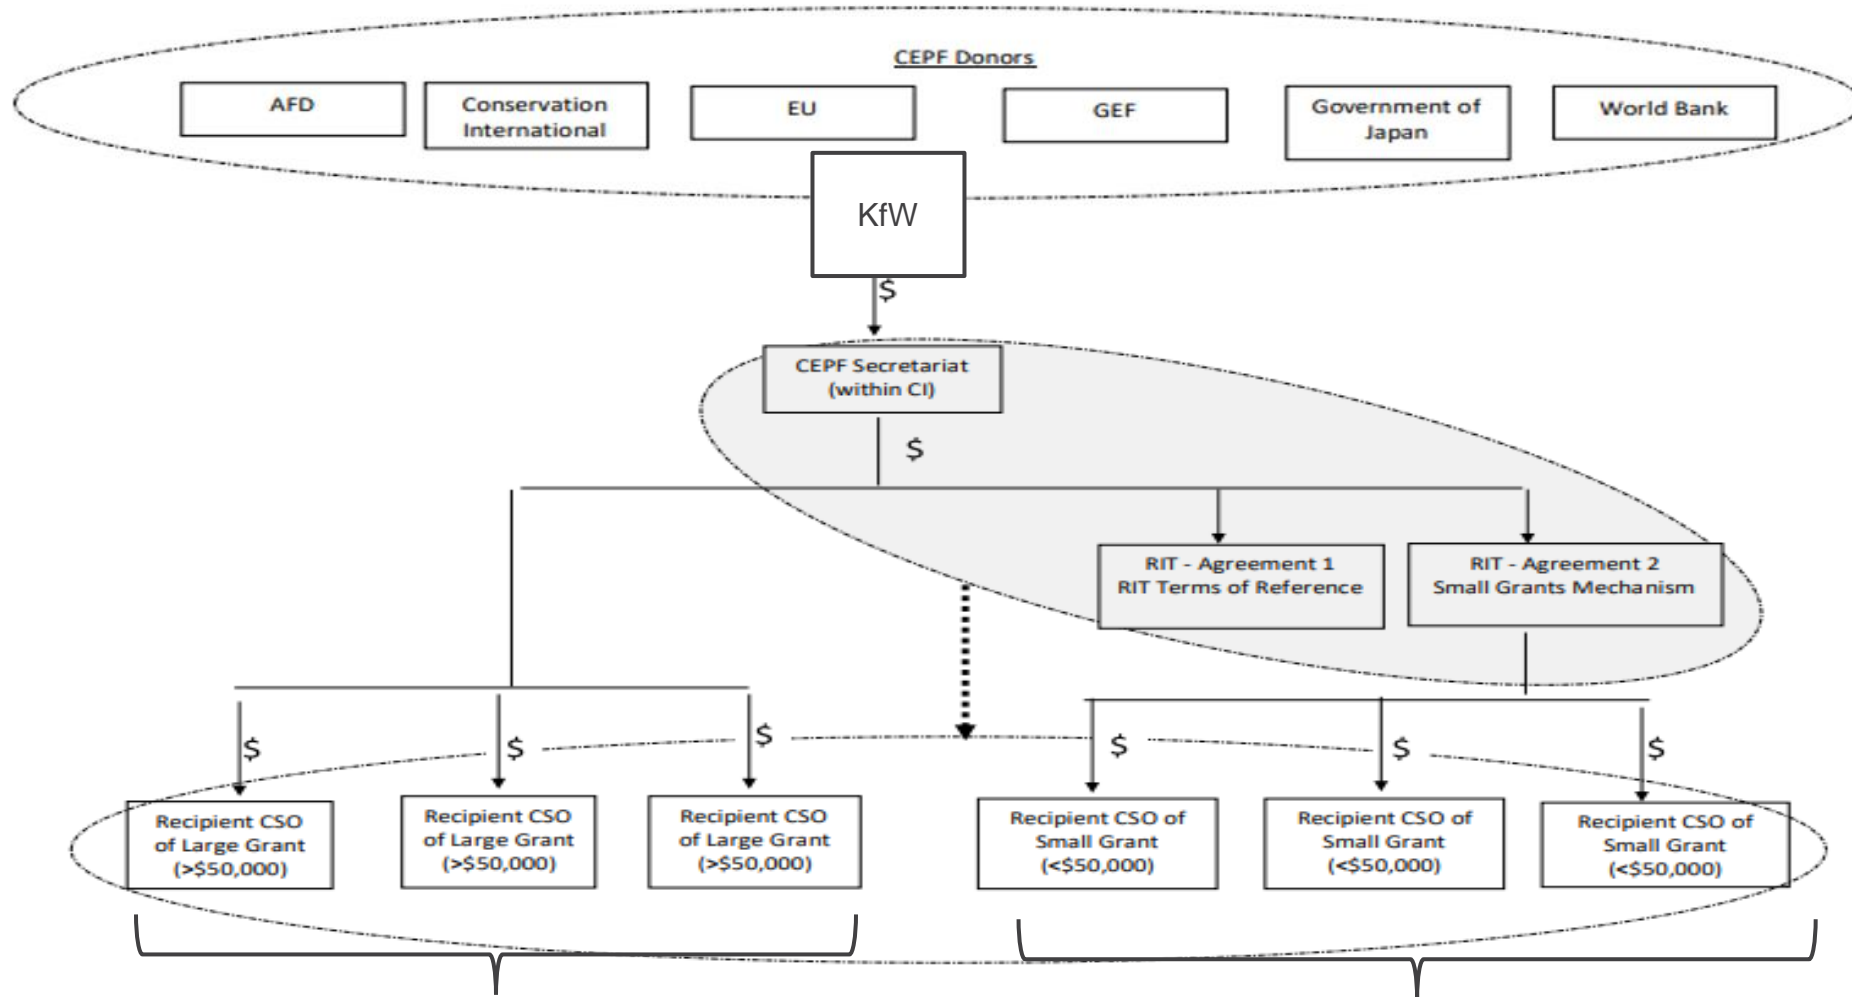 CEPF Donors
AFD
Conservation
International
EU
GEF
Government of
Japan
World Bank
KfW
$
CEPF Secretariat
(within CI)
$
RIT - Agreement 1
RIT Terms of Reference
RIT - Agreement 2
Small Grants Mechanism
$
$
$
$
$
$
Recipient CSO
of Large Grant
(>$50,000)
Recipient CSO
of Large Grant
(>$50,000)
Recipient CSO
of Large Grant
(>$50,000)
Recipient CSO of
Small Grant
(<$50,000)
Recipient CSO of
Small Grant
(<$50,000)
Recipient CSO of
Small Grant
(<$50,000)